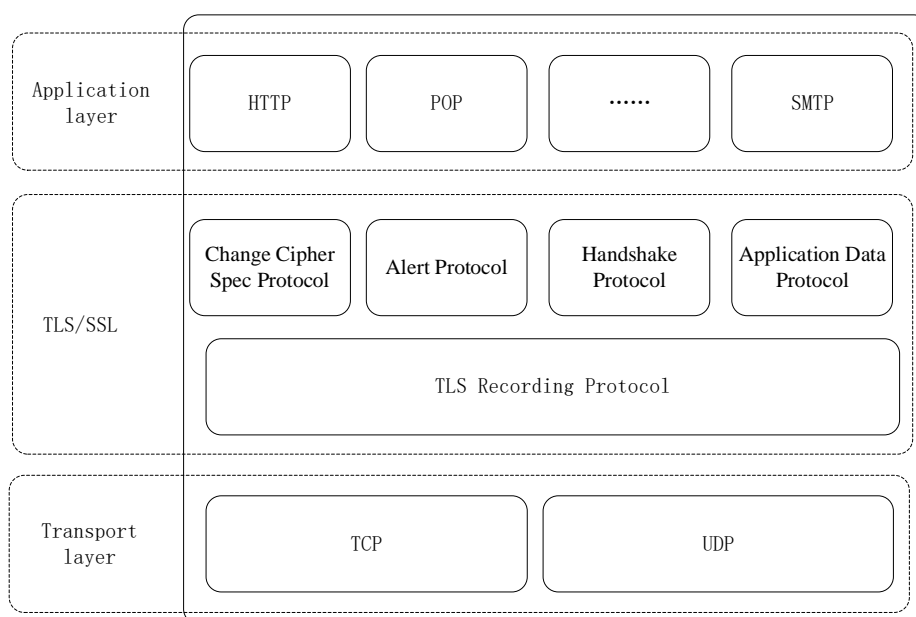 Application
layer
HTTP
POP
......
SMTP
TLS/SSL
Change Cipher
Spec Protocol
Alert Protocol
Handshake
Protocol
Application Data
Protocol
TLS Recording Protocol
Transport
layer
TCP
UDP